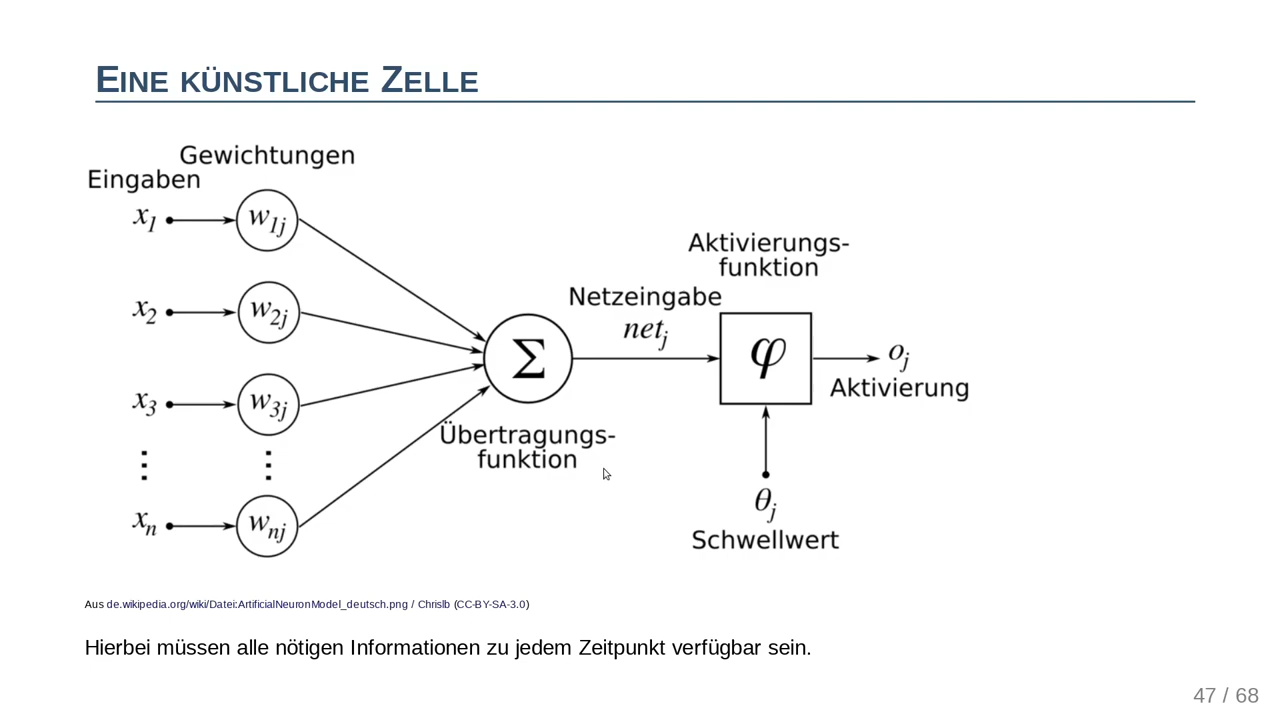 Eine künstliche Zelle
Gewichtungen
Eingaben
x1 w1j
x2 w2j
x3 w3j
⋮ ⋮
xn wnj
Σ
Übertragungs-
funktion
Netzeingabe
netj
Aktivierungs-
funktion
φ
oj
Aktivierung
θj
Schwellwert
Aus de.wikipedia.org/wiki/Datei:ArtificialNeuronModel_deutsch.png / Chrislb (CC-BY-SA-3.0)
Hierbei müssen alle nötigen Informationen zu jedem Zeitpunkt verfügbar sein.
47 / 68